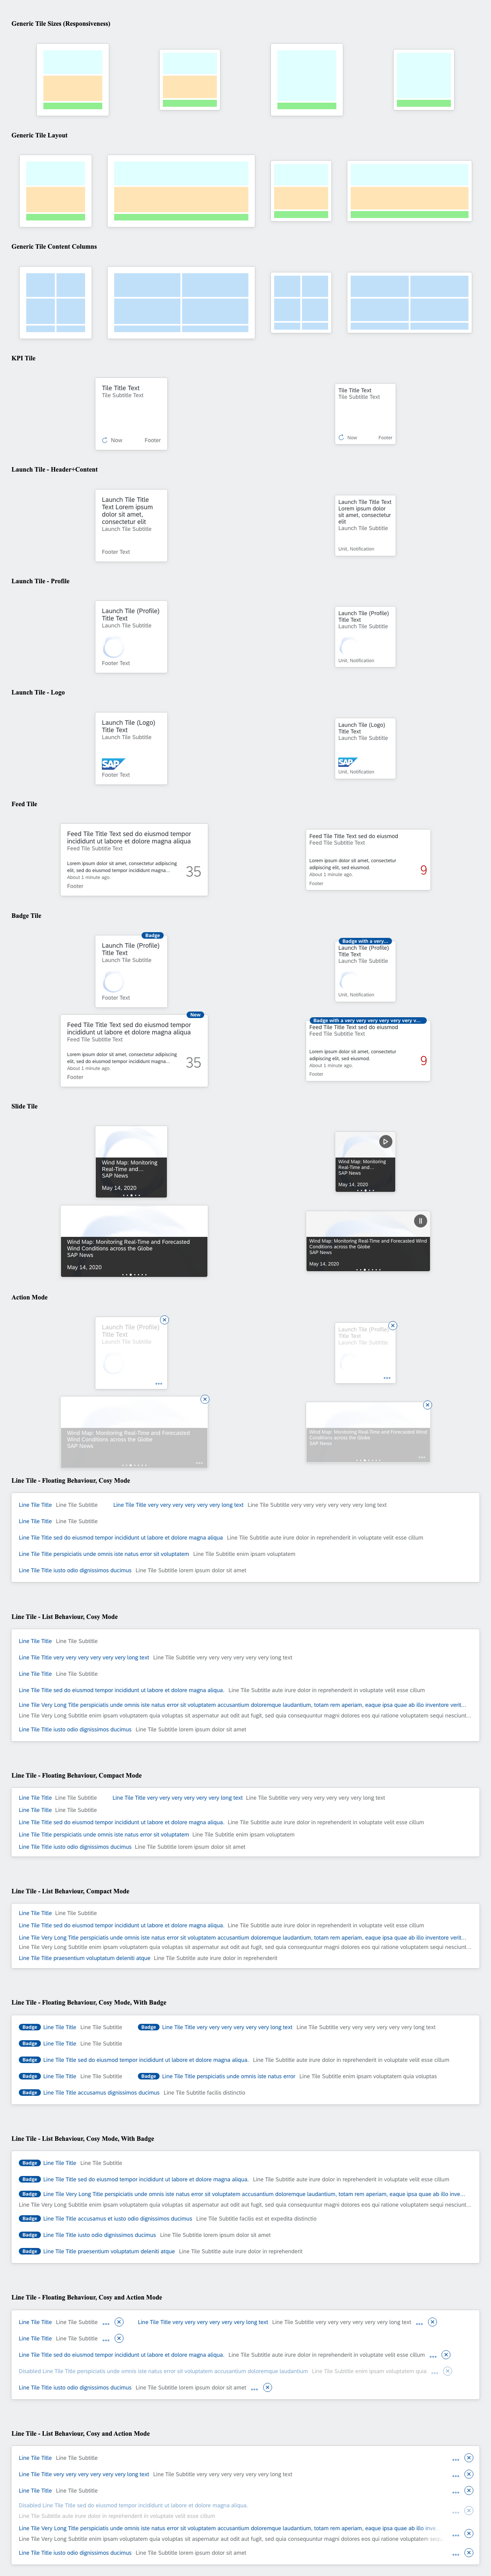 Generic Tile Sizes (Responsiveness)
Generic Tile Layout
Generic Tile Content Columns
KPI Tile
Tile Title Text
Tile Subtitle Text
Now Footer
Tile Title Text
Tile Subtitle Text
Now Footer
Launch Tile - Header+Content
Launch Tile Title
Text Lorem ipsum
dolor sit amet,
consectetur elit
Launch Tile Subtitle
Footer Text
Launch Tile Title Text
Lorem ipsum dolor
sit amet, consectetur
elit
Launch Tile Subtitle
Unit, Notification
Launch Tile - Profile
Launch Tile (Profile)
Title Text
Launch Tile Subtitle
Footer Text
Launch Tile (Profile)
Title Text
Launch Tile Subtitle
Unit, Notification
Launch Tile - Logo
Launch Tile (Logo)
Title Text
Launch Tile Subtitle
SAP
Footer Text
Launch Tile (Logo)
Title Text
Launch Tile Subtitle
SAP
Unit, Notification
Feed Tile
Feed Tile Title Text sed do eiusmod tempor
incididunt ut labore et dolore magna aliqua
Feed Tile Subtitle Text
Lorem ipsum dolor sit amet, consectetur adipiscing
elit, sed do eiusmod tempor incididunt magna...
About 1 minute ago.
35
Footer
Feed Tile Title Text sed do eiusmod
Feed Tile Subtitle Text
Lorem ipsum dolor sit amet, consectetur
adipiscing elit, sed eiusmod.
About 1 minute ago.
9
Footer
Badge Tile
Badge
Launch Tile (Profile)
Title Text
Launch Tile Subtitle
Footer Text
Badge with a very...
Launch Tile (Profile)
Title Text
Launch Tile Subtitle
Unit, Notification
New
Feed Tile Title Text sed do eiusmod tempor
incididunt ut labore et dolore magna aliqua
Feed Tile Subtitle Text
Lorem ipsum dolor sit amet, consectetur adipiscing
elit, sed do eiusmod tempor incididunt magna...
About 1 minute ago.
35
Footer
Badge with a very very very very very very very v...
Feed Tile Title Text sed do eiusmod
Feed Tile Subtitle Text
Lorem ipsum dolor sit amet, consectetur
adipiscing elit, sed eiusmod.
About 1 minute ago.
9
Footer
Slide Tile
Wind Map: Monitoring
Real-Time and...
SAP News
May 14, 2020
Wind Map: Monitoring
Real-Time and...
SAP News
May 14, 2020
Wind Map: Monitoring Real-Time and Forecasted
Wind Conditions across the Globe
SAP News
May 14, 2020
Wind Map: Monitoring Real-Time and Forecasted Wind
Conditions across the Globe
SAP News
May 14, 2020
Action Mode
Launch Tile (Profile)
Title Text
Launch Tile Subtitle
Launch Tile (Profile)
Title Text
Launch Tile Subtitle
Wind Map: Monitoring Real-Time and Forecasted
Wind Conditions across the Globe
SAP News
Wind Map: Monitoring Real-Time and Forecasted Wind
Conditions across the Globe
SAP News
Line Tile - Floating Behaviour, Cosy Mode
Line Tile Title Line Tile Subtitle Line Tile Title very very very very very very long text Line Tile Subtitle very very very very very very long text
Line Tile Title Line Tile Subtitle
Line Tile Title sed do eiusmod tempor incididunt ut labore et dolore magna aliqua Line Tile Subtitle aute irure dolor in reprehenderit in voluptate velit esse cillum
Line Tile Title perspiciatis unde omnis iste natus error sit voluptatem Line Tile Subtitle enim ipsam voluptatem
Line Tile Title iusto odio dignissimos ducimus Line Tile Subtitle lorem ipsum dolor sit amet
Line Tile - List Behaviour, Cosy Mode
Line Tile Title Line Tile Subtitle
Line Tile Title very very very very very very long text Line Tile Subtitle very very very very very very long text
Line Tile Title Line Tile Subtitle
Line Tile Title sed do eiusmod tempor incididunt ut labore et dolore magna aliqua. Line Tile Subtitle aute irure dolor in reprehenderit in voluptate velit esse cillum
Line Tile Very Long Title perspiciatis unde omnis iste natus error sit voluptatem accusantium doloremque laudantium, totam rem aperiam, eaque ipsa quae ab illo inventore verit...
Line Tile Very Long Subtitle enim ipsam voluptatem quia voluptas sit aspernatur aut odit aut fugit, sed quia consequuntur magni dolores eos qui ratione voluptatem sequi nesciunt...
Line Tile Title iusto odio dignissimos ducimus Line Tile Subtitle lorem ipsum dolor sit amet
Line Tile - Floating Behaviour, Compact Mode
Line Tile Title Line Tile Subtitle Line Tile Title very very very very very very long text Line Tile Subtitle very very very very very very long text
Line Tile Title Line Tile Subtitle
Line Tile Title sed do eiusmod tempor incididunt ut labore et dolore magna aliqua. Line Tile Subtitle aute irure dolor in reprehenderit in voluptate velit esse cillum
Line Tile Title perspiciatis unde omnis iste natus error sit voluptatem Line Tile Subtitle enim ipsam voluptatem
Line Tile Title iusto odio dignissimos ducimus Line Tile Subtitle lorem ipsum dolor sit amet
Line Tile - List Behaviour, Compact Mode
Line Tile Title Line Tile Subtitle
Line Tile Title sed do eiusmod tempor incididunt ut labore et dolore magna aliqua. Line Tile Subtitle aute irure dolor in reprehenderit in voluptate velit esse cillum
Line Tile Very Long Title perspiciatis unde omnis iste natus error sit voluptatem accusantium doloremque laudantium, totam rem aperiam, eaque ipsa quae ab illo inventore verit...
Line Tile Very Long Subtitle enim ipsam voluptatem quia voluptas sit aspernatur aut odit aut fugit, sed quia consequuntur magni dolores eos qui ratione voluptatem sequi nesciunt...
Line Tile Title praesentium voluptatum deleniti atque Line Tile Subtitle aute irure dolor in reprehenderit
Line Tile - Floating Behaviour, Cosy Mode, With Badge
Badge Line Tile Title Line Tile Subtitle Badge Line Tile Title very very very very very very long text Line Tile Subtitle very very very very very very long text
Badge Line Tile Title Line Tile Subtitle
Badge Line Tile Title sed do eiusmod tempor incididunt ut labore et dolore magna aliqua. Line Tile Subtitle aute irure dolor in reprehenderit in voluptate velit esse cillum
Badge Line Tile Title Line Tile Subtitle Badge Line Tile Title perspiciatis unde omnis iste natus error Line Tile Subtitle enim ipsam voluptatem quia voluptas
Badge Line Tile Title accusamus dignissimos ducimus Line Tile Subtitle facilis distinctio
Line Tile - List Behaviour, Cosy Mode, With Badge
Badge Line Tile Title Line Tile Subtitle
Badge Line Tile Title sed do eiusmod tempor incididunt ut labore et dolore magna aliqua. Line Tile Subtitle aute irure dolor in reprehenderit in voluptate velit esse cillum
Badge Line Tile Very Long Title perspiciatis unde omnis iste natus error sit voluptatem accusantium doloremque laudantium, totam rem aperiam, eaque ipsa quae ab illo inve...
Line Tile Very Long Subtitle enim ipsam voluptatem quia voluptas sit aspernatur aut odit aut fugit, sed quia consequuntur magni dolores eos qui ratione voluptatem sequi nesciunt...
Badge Line Tile Title accusamus et iusto odio dignissimos ducimus Line Tile Subtitle facilis est et expedita distinctio
Badge Line Tile Title iusto odio dignissimos ducimus Line Tile Subtitle lorem ipsum dolor sit amet
Badge Line Tile Title praesentium voluptatum deleniti atque Line Tile Subtitle aute irure dolor in reprehenderit
Line Tile - Floating Behaviour, Cosy and Action Mode
Line Tile Title Line Tile Subtitle Line Tile Title very very very very very very long text Line Tile Subtitle very very very very very very long text
Line Tile Title Line Tile Subtitle
Line Tile Title sed do eiusmod tempor incididunt ut labore et dolore magna aliqua. Line Tile Subtitle aute irure dolor in reprehenderit in voluptate velit esse cillum
Disabled Line Tile Title perspiciatis unde omnis iste natus error sit voluptatem accusantium doloremque laudantium Line Tile Subtitle enim ipsam voluptatem quia
Line Tile Title iusto odio dignissimos ducimus Line Tile Subtitle lorem ipsum dolor sit amet
Line Tile - List Behaviour, Cosy and Action Mode
Line Tile Title Line Tile Subtitle
Line Tile Title very very very very very very long text Line Tile Subtitle very very very very very very long text
Line Tile Title Line Tile Subtitle
Disabled Line Tile Title sed do eiusmod tempor incididunt ut labore et dolore magna aliqua.
Line Tile Subtitle aute irure dolor in reprehenderit in voluptate velit esse cillum
Line Tile Very Long Title perspiciatis unde omnis iste natus error sit voluptatem accusantium doloremque laudantium, totam rem aperiam, eaque ipsa quae ab illo inve
Line Tile Very Long Subtitle enim ipsam voluptatem quia voluptas sit aspernatur aut odit aut fugit, sed quia consequuntur magni dolores eos qui ratione voluptatem
Line Tile Title iusto odio dignissimos ducimus Line Tile Subtitle lorem ipsum dolor sit amet